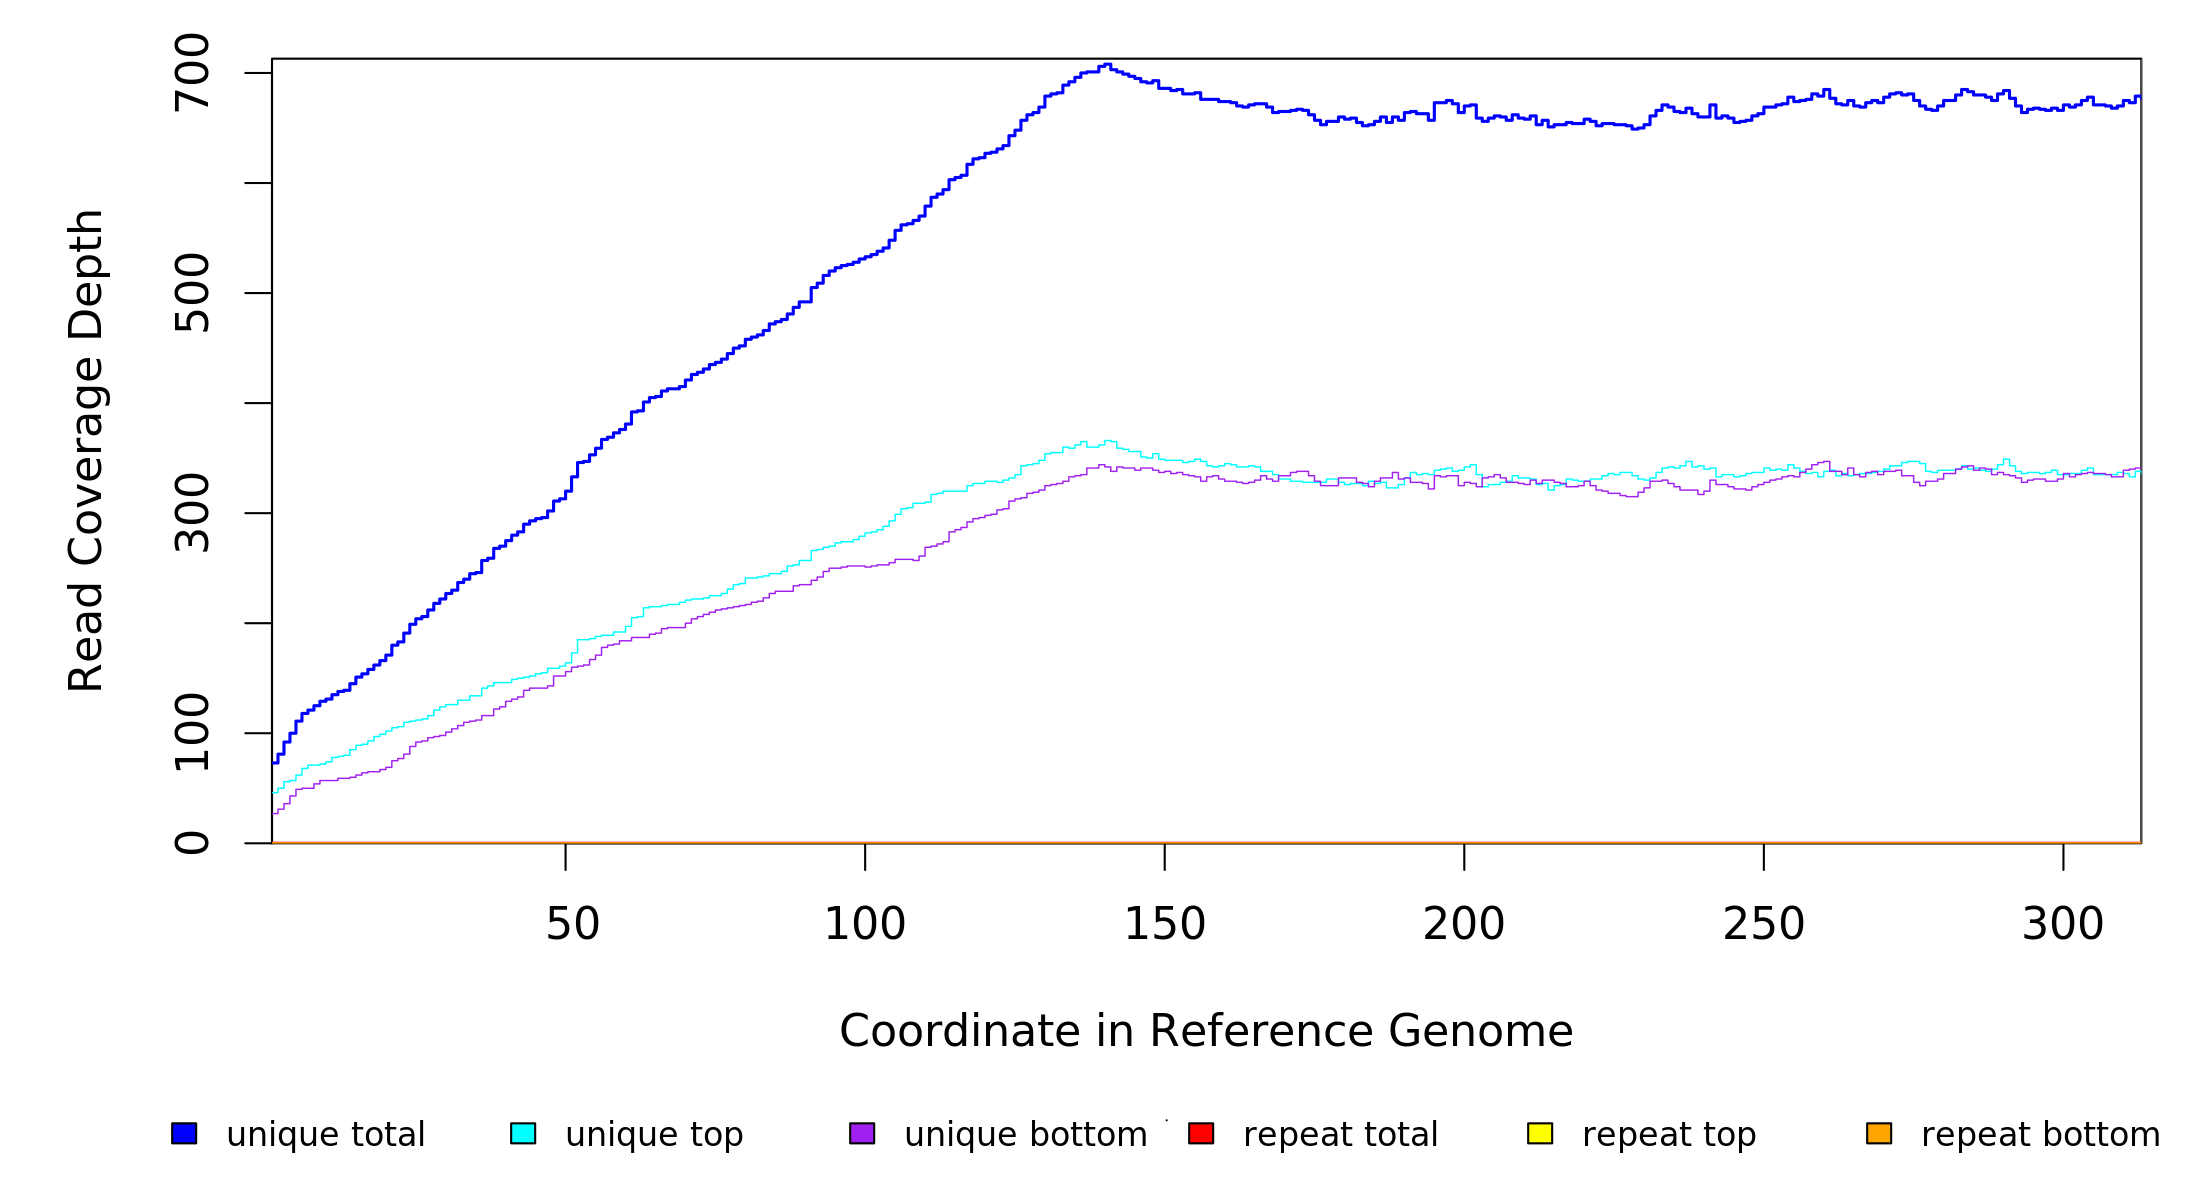 Read Coverage Depth
700
500
300
100
0
50 100 150 200 250 300
Coordinate in Reference Genome
unique total unique top unique bottom repeat total repeat top repeat bottom